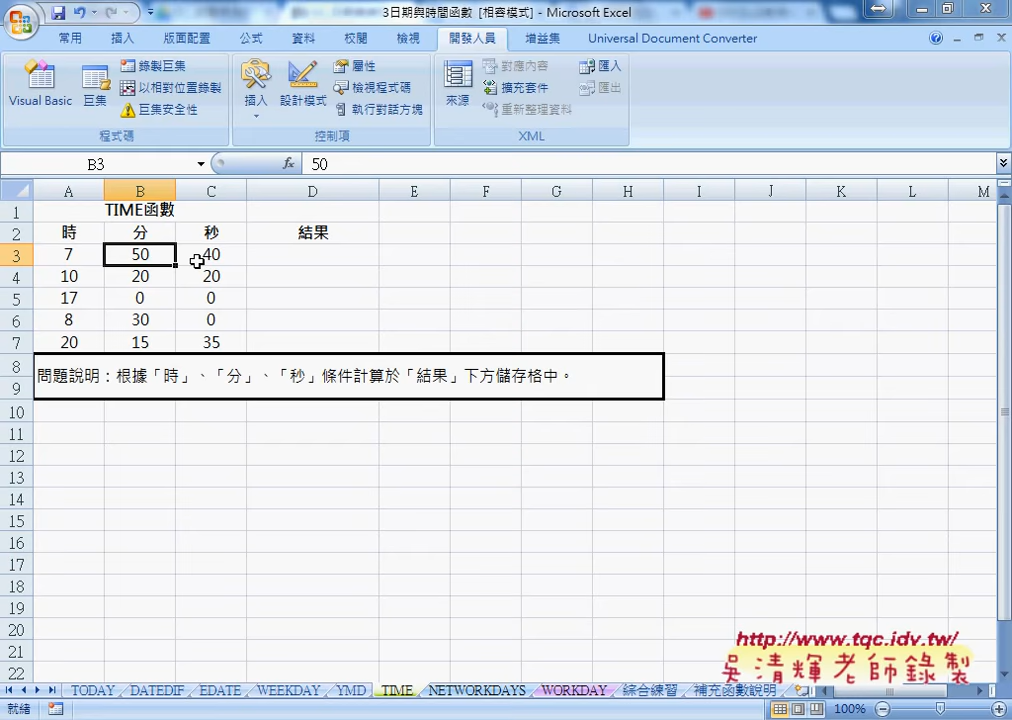 3日期與時間函數 [相容模式] - Microsoft Excel
常用 插入 版面配置 公式 資料 校閱 檢視 開發人員 增益集 Universal Document Converter
Visual Basic 巨集 錄製巨集 以相對位置錄製 巨集安全性 程式碼
插入 設計模式 屬性 檢視程式碼 執行對話方塊 控制項
來源 對應內容 擴充套件 重新整理資料 匯入 匯出 XML
B3 fx 50
A B C D E F G H I J K L M
1 TIME函數
2 時 分 秒 結果
3 7 50 40
4 10 20 20
5 17 0 0
6 8 30 0
7 20 15 35
8 問題說明：根據「時」、「分」、「秒」條件計算於「結果」下方儲存格中。
9
10
11
12
13
14
15
16
17
18
19
20
21
22
http://www.tqc.idv.tw/
吳清輝老師錄製
TODAY DATEDIF EDATE WEEKDAY YMD TIME NETWORKDAYS WORKDAY 綜合練習 補充函數說明
就緒 100%